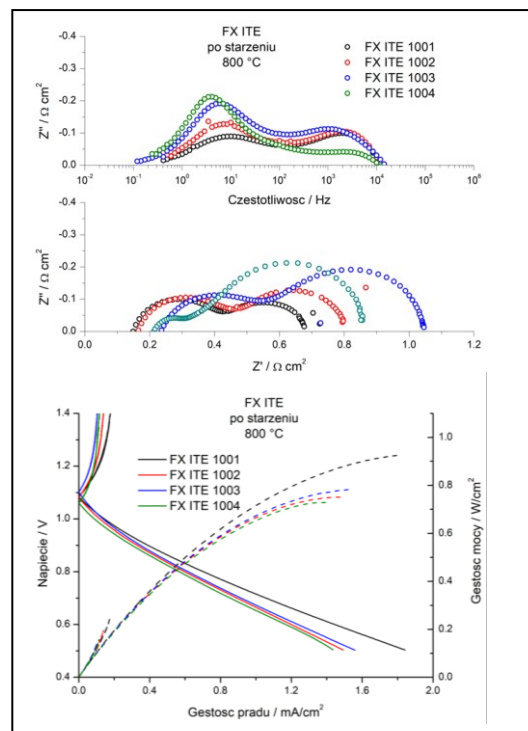 FX ITE
po starzeniu
800 °C
FX ITE 1001
FX ITE 1002
FX ITE 1003
FX ITE 1004
-0.4
-0.3
-0.2
-0.1
0.0
Z'' / Ω cm²
10⁻² 10⁻¹ 10⁰ 10¹ 10² 10³ 10⁴ 10⁵ 10⁶
Czestotliwosc / Hz
-0.4
-0.3
-0.2
-0.1
0.0
Z'' / Ω cm²
0.0 0.2 0.4 0.6 0.8 1.0 1.2
Z' / Ω cm²
FX ITE
po starzeniu
800 °C
FX ITE 1001
FX ITE 1002
FX ITE 1003
FX ITE 1004
1.4
1.2
1.0
0.8
0.6
0.4
Napiecie / V
1.0
0.8
0.6
0.4
0.2
0.0
Gestosc mocy / W/cm²
0.0 0.4 0.8 1.2 1.6 2.0
Gestosc pradu / mA/cm²